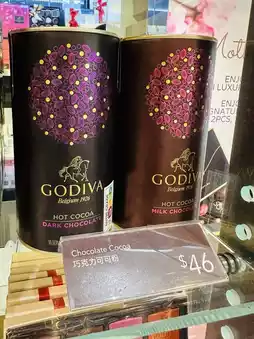 GODIVA
Belgium 1926
HOT COCOA
DARK CHOCOLATE
GODIVA
Belgium 1926
HOT COCOA
MILK CHOCOLATE
Chocolate Cocoa
巧克力可可粉
$46
ENJOY